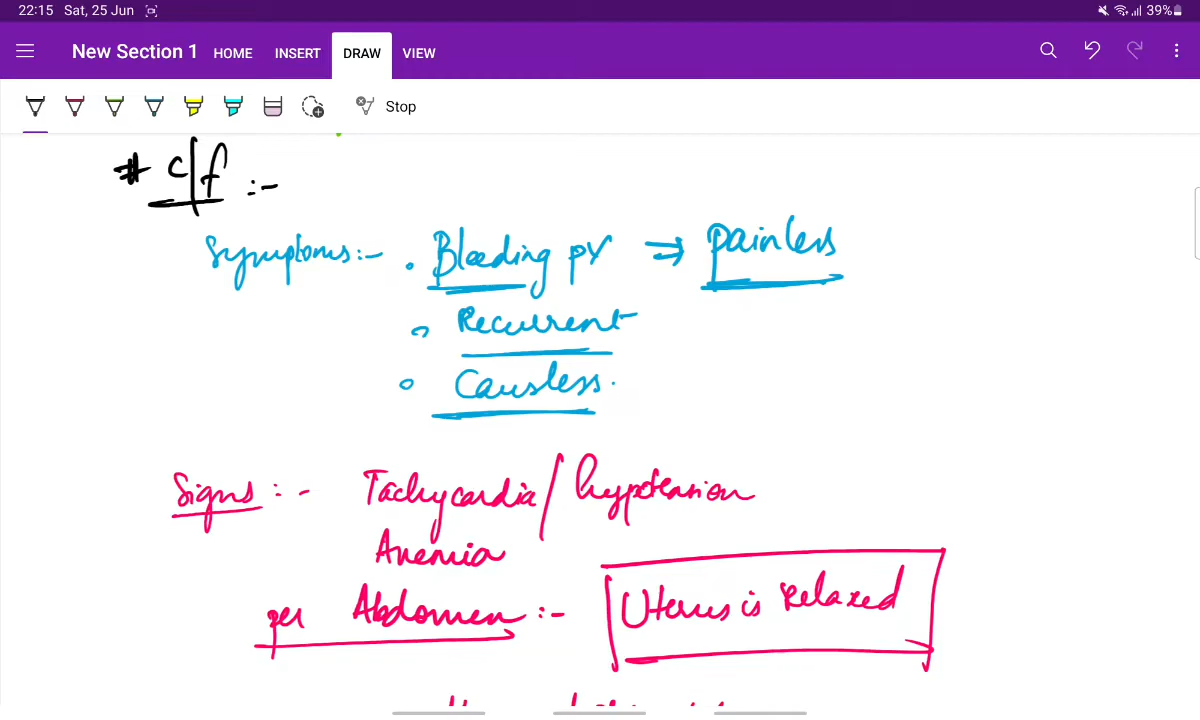 22:15 Sat, 25 Jun 39%
New Section 1 HOME INSERT DRAW VIEW
Stop
# c/f :-
Symptoms:- • Bleeding PV ⇒ painless
• Recurrent
• Causless.
Signs :- Tachycardia/hypotension
Anemia
per Abdomen :- Uterus is relaxed